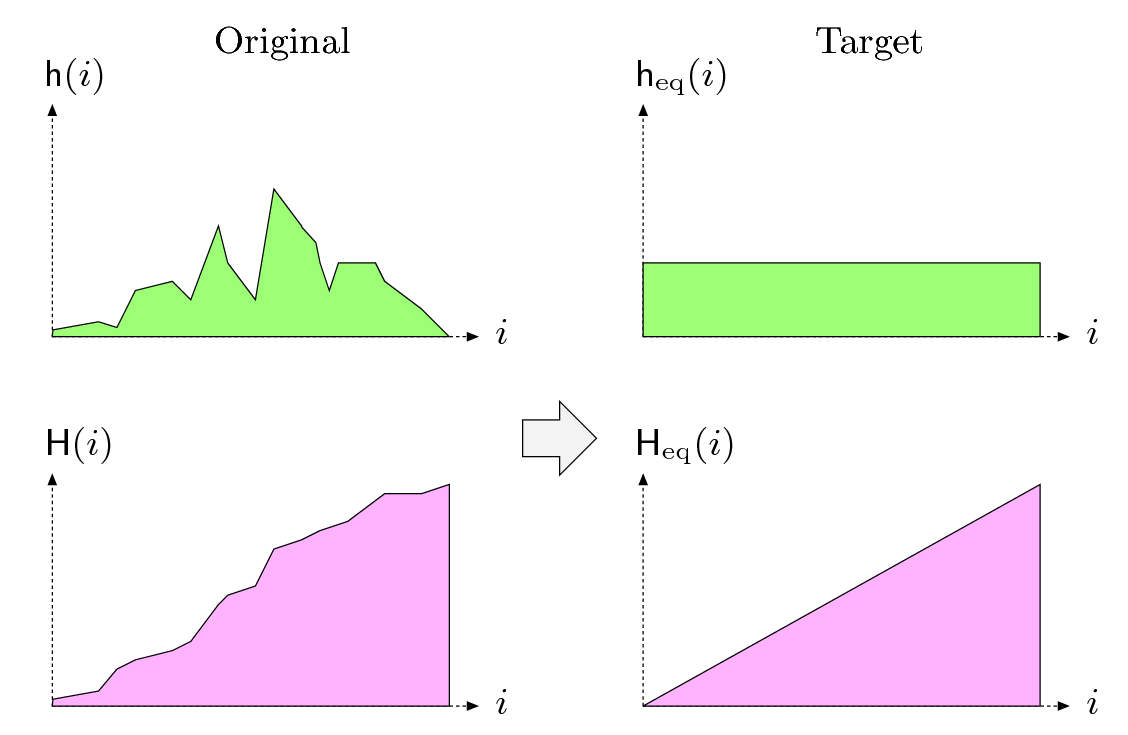 Original
Target
h(i)
h_eq(i)
i
i
H(i)
H_eq(i)
i
i